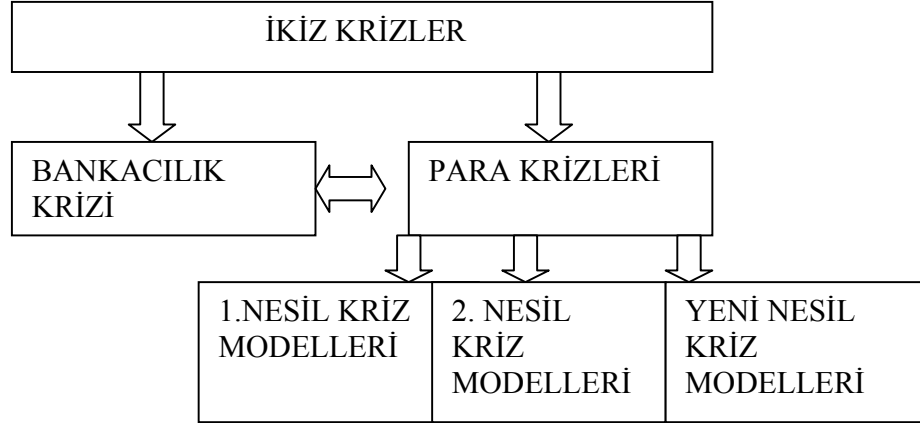 İKİZ KRİZLER
BANKACILIK
KRİZİ
PARA KRİZLERİ
1.NESİL KRİZ
MODELLERİ
2. NESİL
KRİZ
MODELLERİ
YENİ NESİL
KRİZ
MODELLERİ